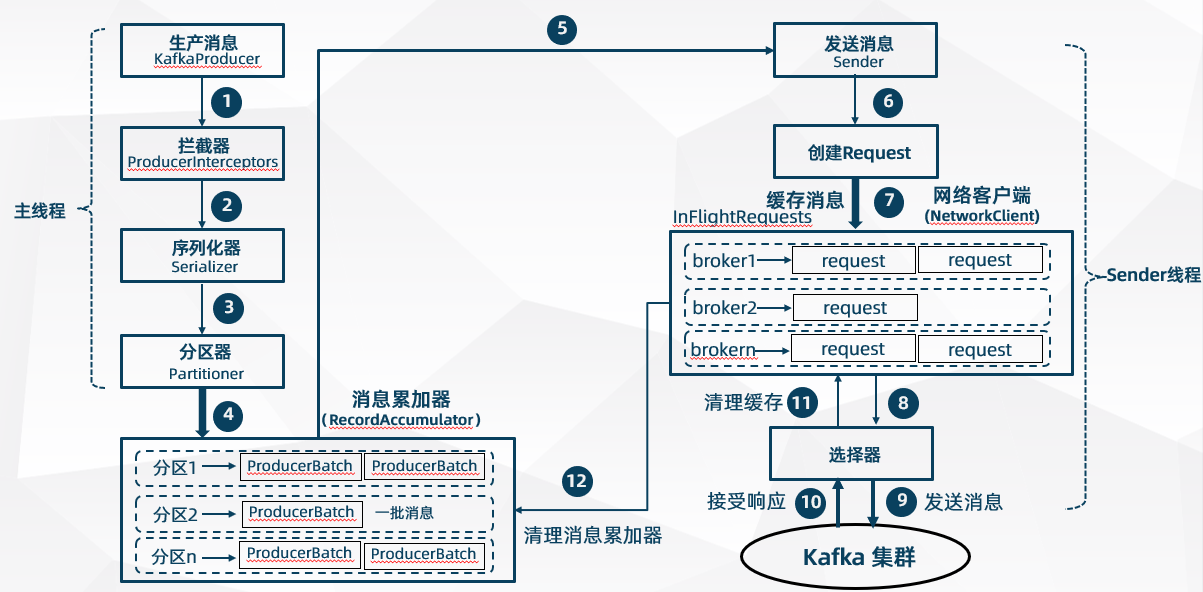 生产消息
KafkaProducer
1
拦截器
ProducerInterceptors
2
序列化器
Serializer
3
分区器
Partitioner
4
主线程
消息累加器
(RecordAccumulator)
分区1
ProducerBatch
ProducerBatch
分区2
ProducerBatch
一批消息
分区n
ProducerBatch
ProducerBatch
5
发送消息
Sender
6
创建Request
缓存消息
7
网络客户端
(NetworkClient)
InFlightRequests
broker1
request
request
broker2
request
brokern
request
request
Sender线程
清理缓存
11
8
选择器
接受响应
10
9
发送消息
Kafka 集群
12
清理消息累加器